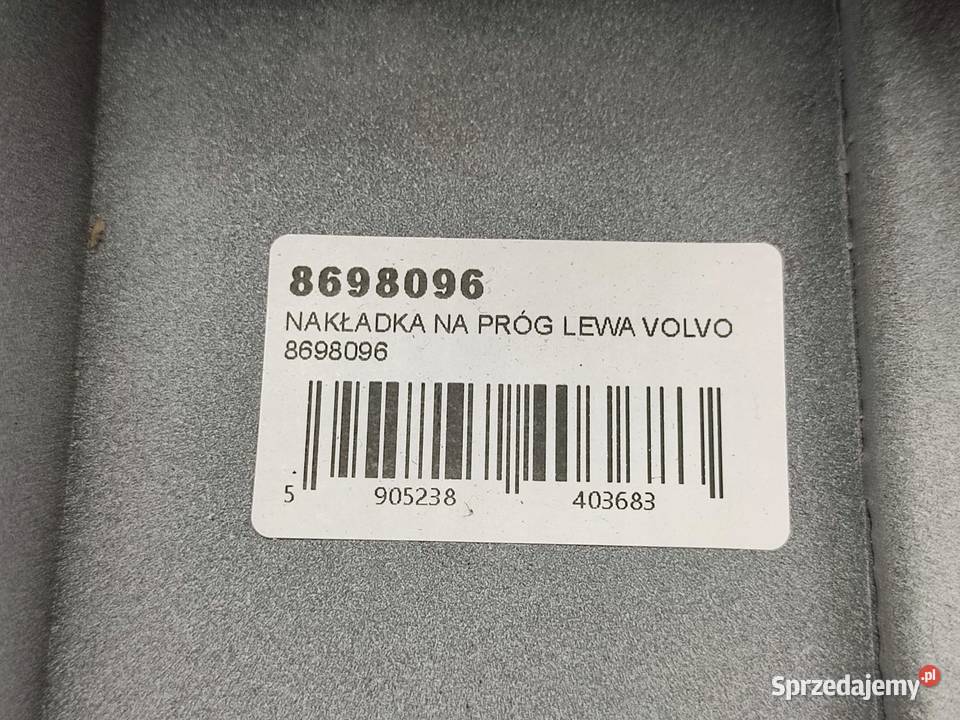 8698096
NAKŁADKA NA PRÓG LEWA VOLVO
8698096
5 905238 403683
Sprzedajemy.pl